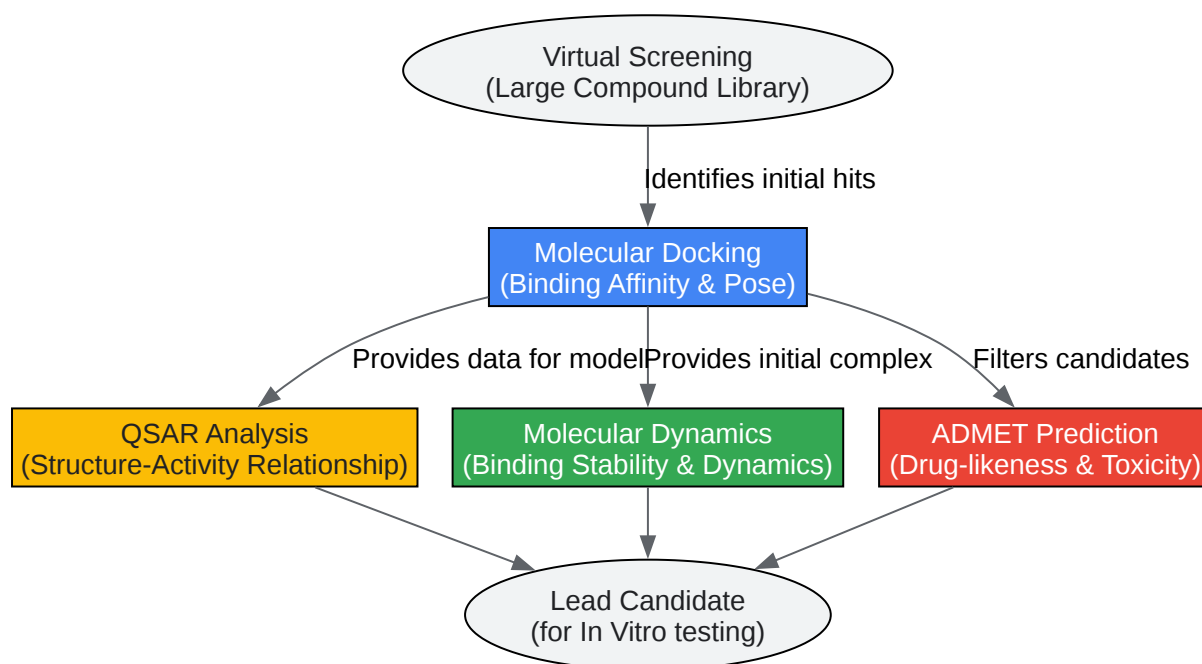 Virtual Screening
(Large Compound Library)
Identifies initial hits
Molecular Docking
(Binding Affinity & Pose)
Provides data for model
Provides initial complex
Filters candidates
QSAR Analysis
(Structure-Activity Relationship)
Molecular Dynamics
(Binding Stability & Dynamics)
ADMET Prediction
(Drug-likeness & Toxicity)
Lead Candidate
(for In Vitro testing)